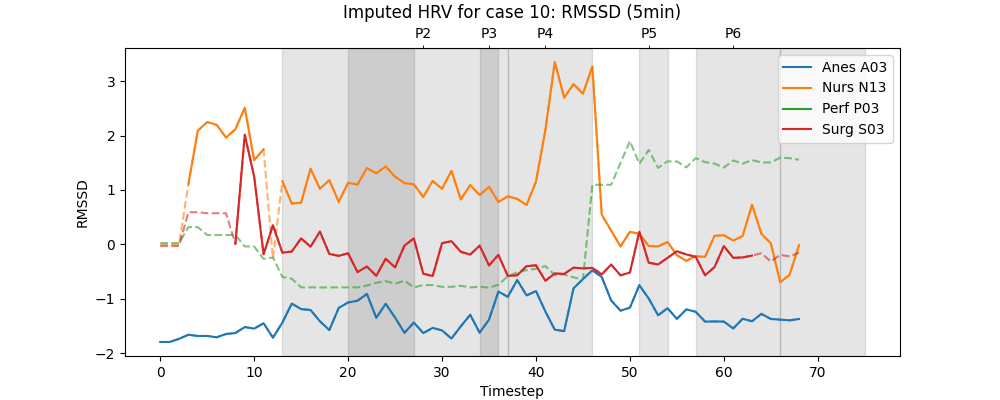 Imputed HRV for case 10: RMSSD (5min)
P2 P3 P4 P5 P6
Anes A03
Nurs N13
Perf P03
Surg S03
3
2
1
0
−1
−2
RMSSD
0 10 20 30 40 50 60 70
Timestep